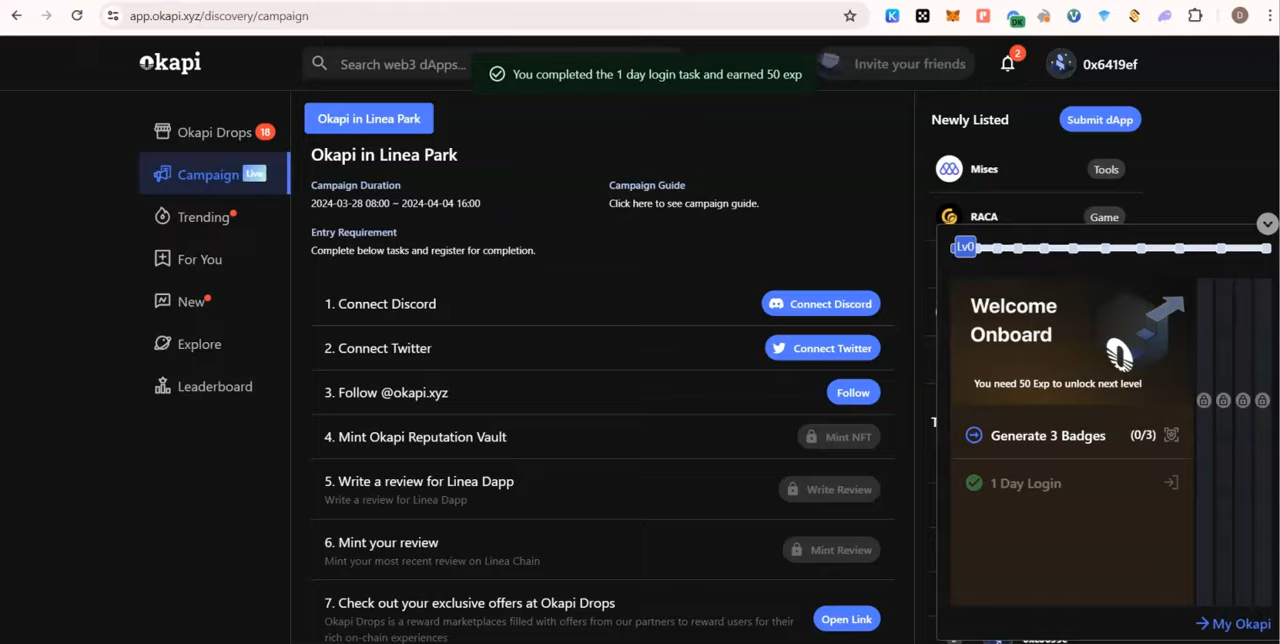 app.okapi.xyz/discovery/campaign
DK
D
Okapi
Search web3 dApps...
You completed the 1 day login task and earned 50 exp
Invite your friends
2
0x6419ef
Okapi Drops 18
Campaign Live
Trending
For You
New
Explore
Leaderboard
Okapi in Linea Park
Okapi in Linea Park
Campaign Duration
2024-03-28 08:00 ~ 2024-04-04 16:00
Campaign Guide
Click here to see campaign guide.
Entry Requirement
Complete below tasks and register for completion.
1. Connect Discord
Connect Discord
2. Connect Twitter
Connect Twitter
3. Follow @okapi.xyz
Follow
4. Mint Okapi Reputation Vault
Mint NFT
5. Write a review for Linea Dapp
Write a review for Linea Dapp
Write Review
6. Mint your review
Mint your most recent review on Linea Chain
Mint Review
7. Check out your exclusive offers at Okapi Drops
Okapi Drops is a reward marketplaces filled with offers from our partners to reward users for their
rich on-chain experiences
Open Link
Newly Listed
Submit dApp
Mises
Tools
RACA
Game
Lv0
Welcome
Onboard
You need 50 Exp to unlock next level
Generate 3 Badges (0/3)
1 Day Login
My Okapi